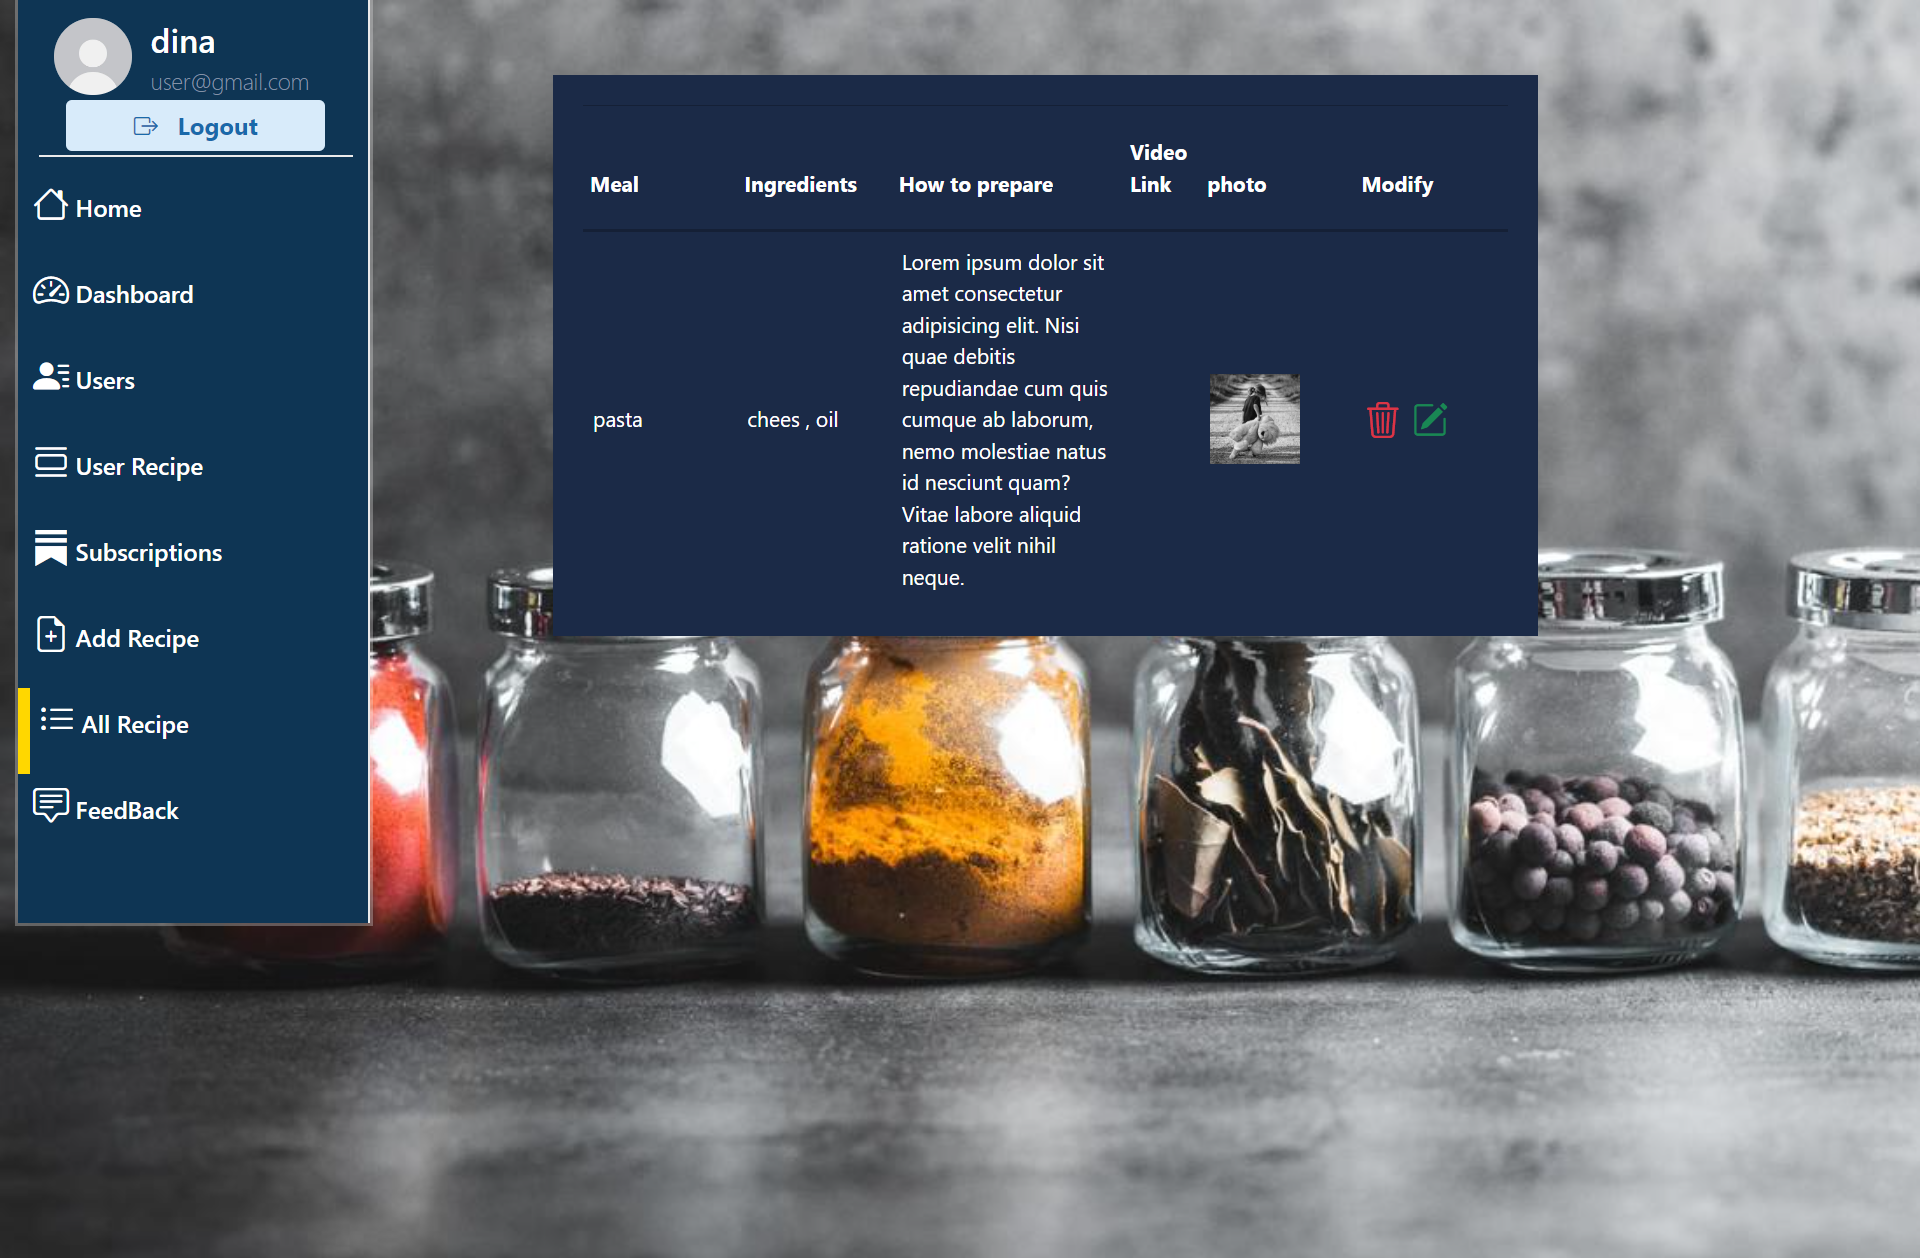 dina
user@gmail.com
Logout
Home
Dashboard
Users
User Recipe
Subscriptions
Add Recipe
All Recipe
FeedBack
Meal
Ingredients
How to prepare
Video
Link
photo
Modify
pasta
chees , oil
Lorem ipsum dolor sit
amet consectetur
adipisicing elit. Nisi
quae debitis
repudiandae cum quis
cumque ab laborum,
nemo molestiae natus
id nesciunt quam?
Vitae labore aliquid
ratione velit nihil
neque.